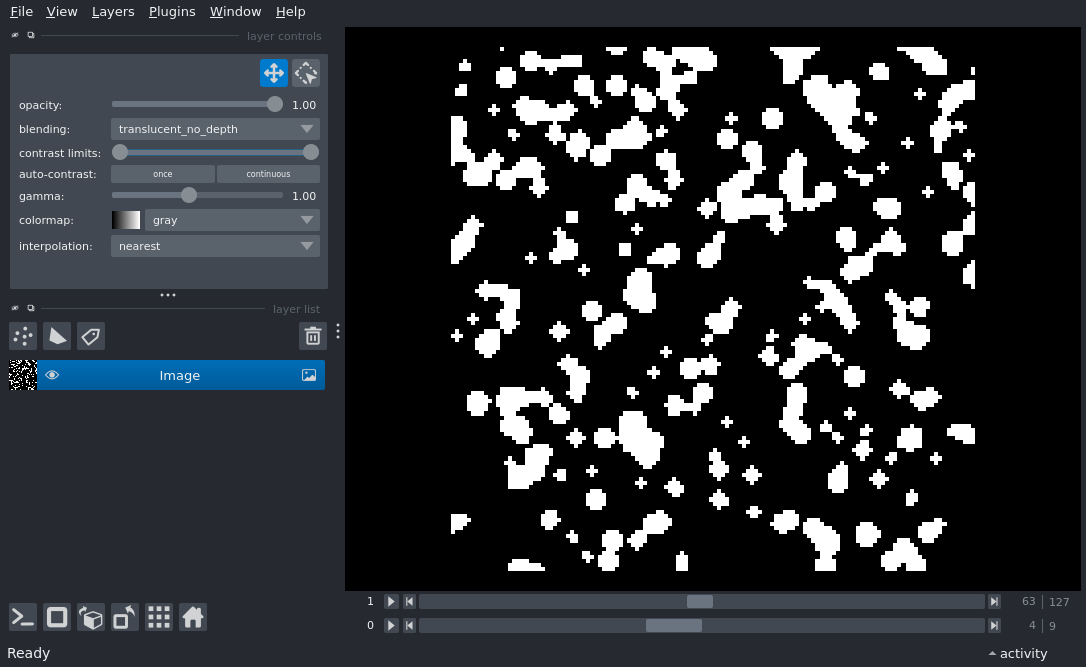 File View Layers Plugins Window Help
layer controls
opacity: 1.00
blending: translucent_no_depth
contrast limits:
auto-contrast: once continuous
gamma: 1.00
colormap: gray
interpolation: nearest
layer list
Image
1 63 127
0 4 9
Ready activity